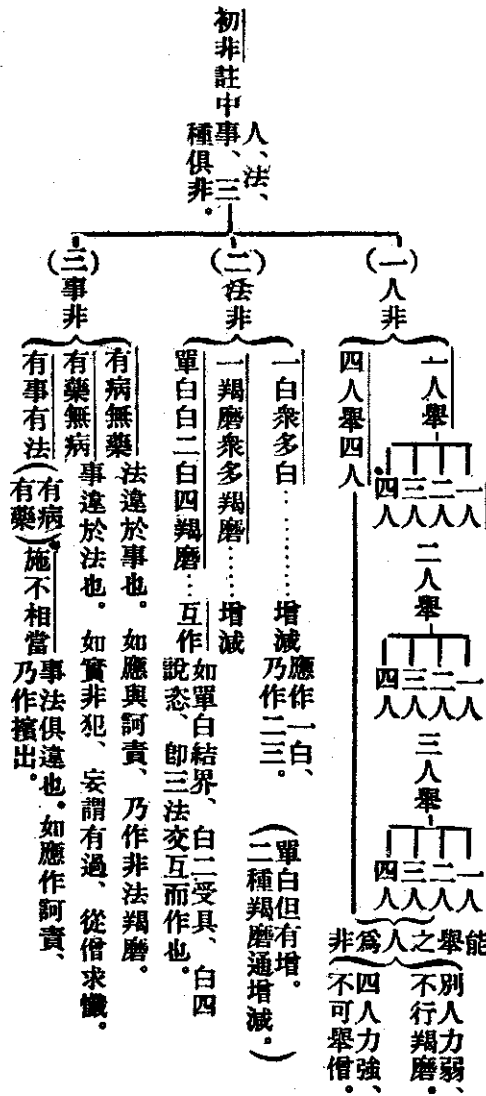 初非註中人、法、事、三種俱非。
(一)人非
一人舉
一人
二人
三人
四人
二人舉
一人
二人
三人
四人
三人舉
一人
二人
三人
四人
四人舉四人
能舉之人爲非
別人力弱、不行羯磨。
四人力強、不可舉僧。
(二)法非
一白衆多白………增減應作一白、乃作二三。
一羯磨衆多羯磨……增減
(單白但有增。二種羯磨通增減。)
單白白二白四羯磨…互作如單白結界、白二受具、白四說恣、卽三法交互而作也。
(三)事非
有病無藥 法違於事也。如應與訶責、乃作非法羯磨。
有藥無病 事違於法也。如實非犯、妄謂有過、從僧求懺。
有事有法(有病、有藥)施不相當 事法俱違也。如應作訶責、乃作擯出。